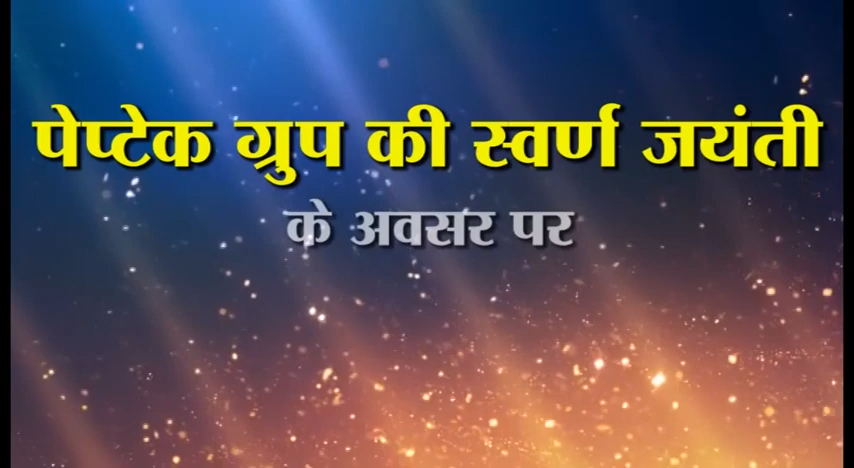 पेप्टेक ग्रुप की स्वर्ण जयंती
के अवसर पर